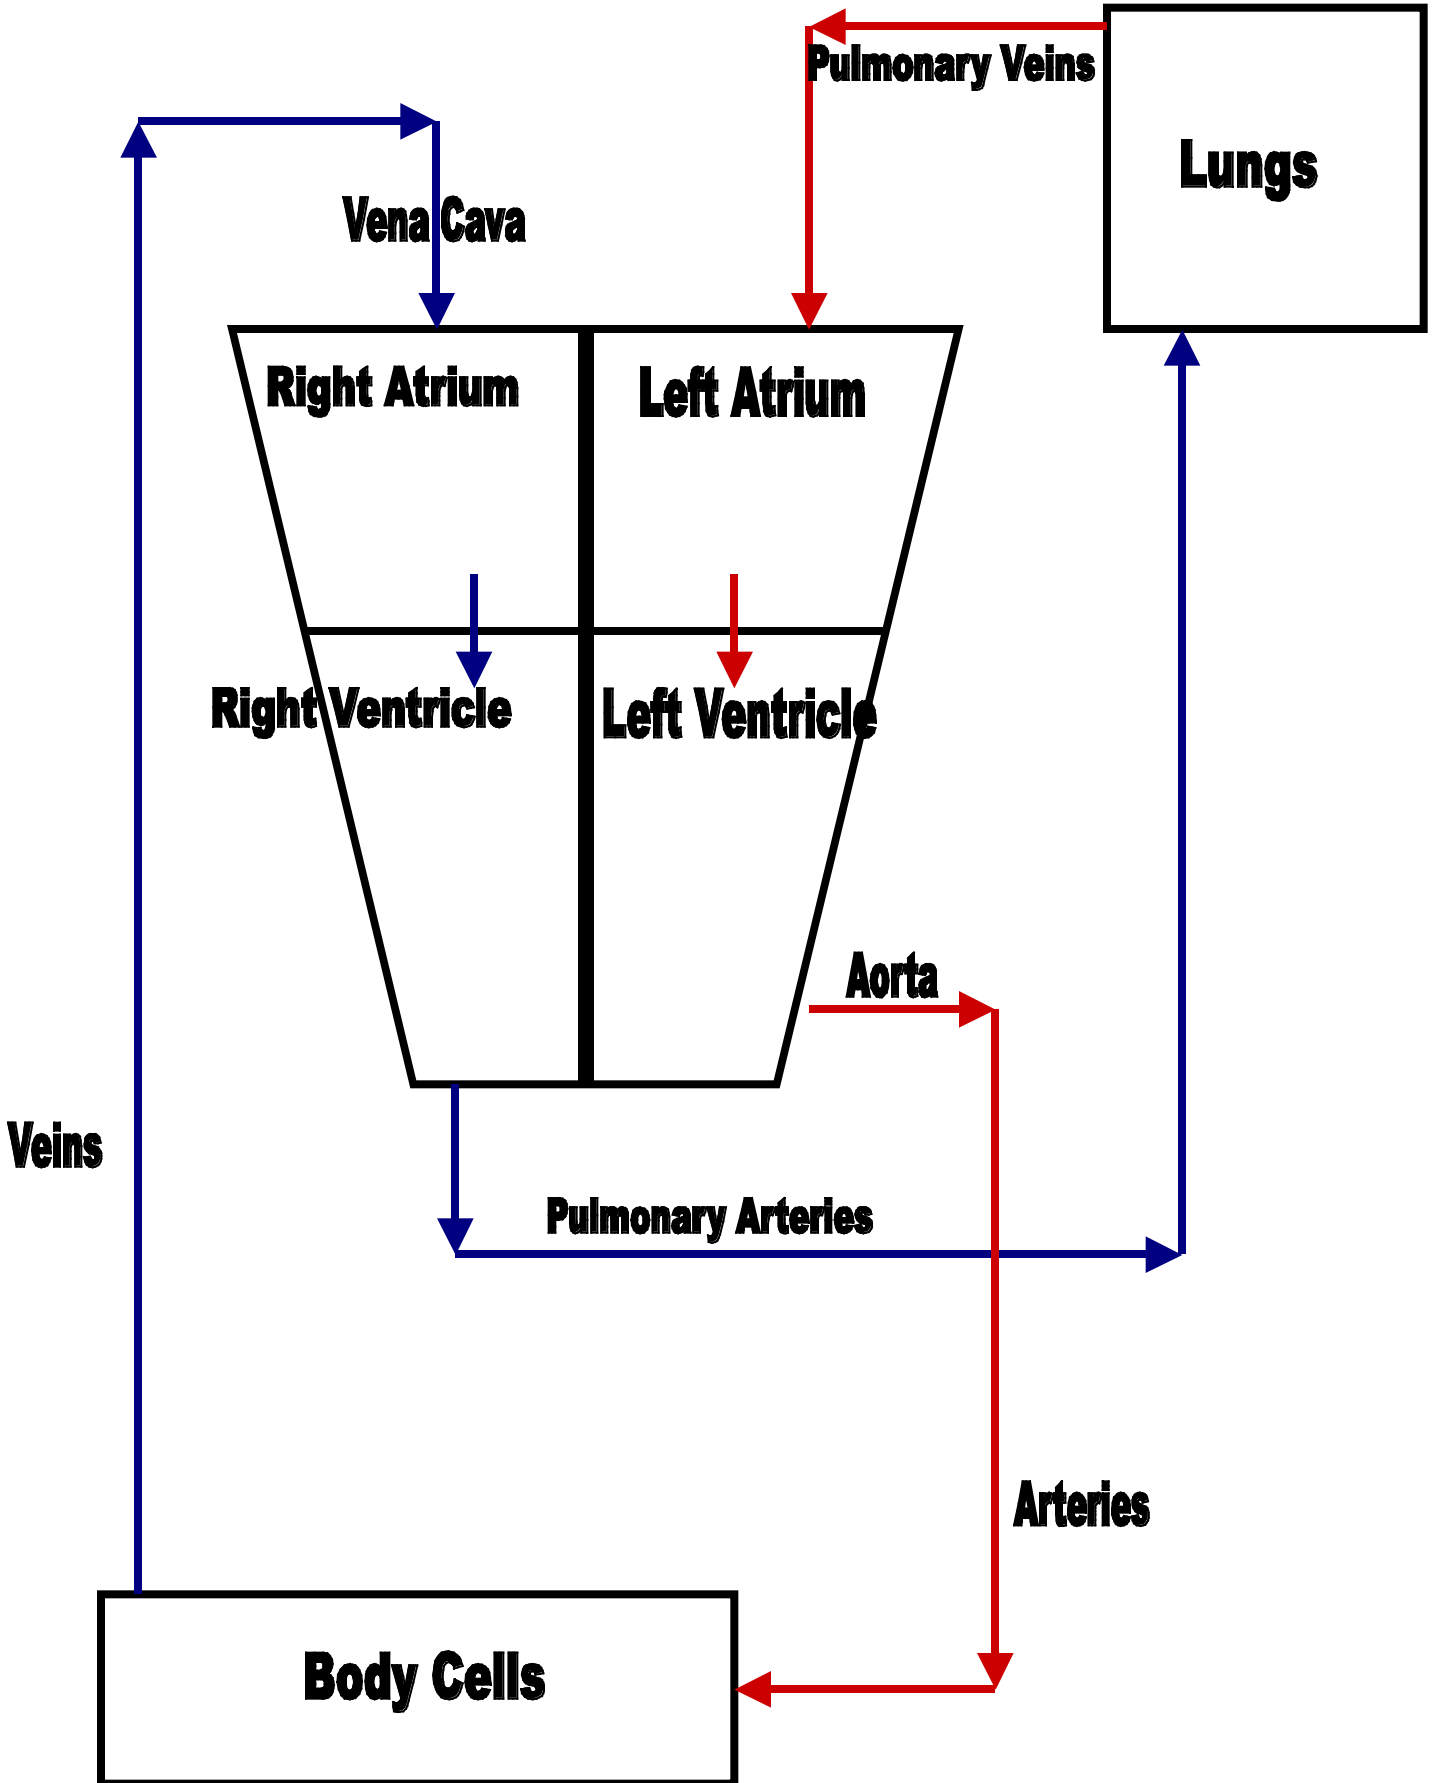 Pulmonary Veins
Lungs
Vena Cava
Right Atrium
Left Atrium
Right Ventricle
Left Ventricle
Aorta
Veins
Pulmonary Arteries
Arteries
Body Cells